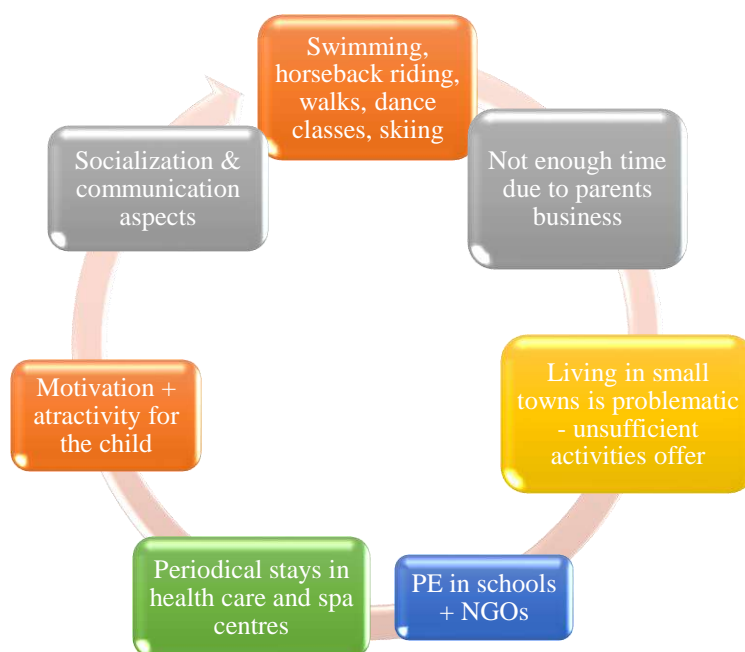 Swimming,
horseback riding,
walks, dance
classes, skiing
Not enough time
due to parents
business
Living in small
towns is problematic
- unsufficient
activities offer
PE in schools
+ NGOs
Periodical stays in
health care and spa
centres
Motivation +
atractivity for
the child
Socialization &
communication
aspects